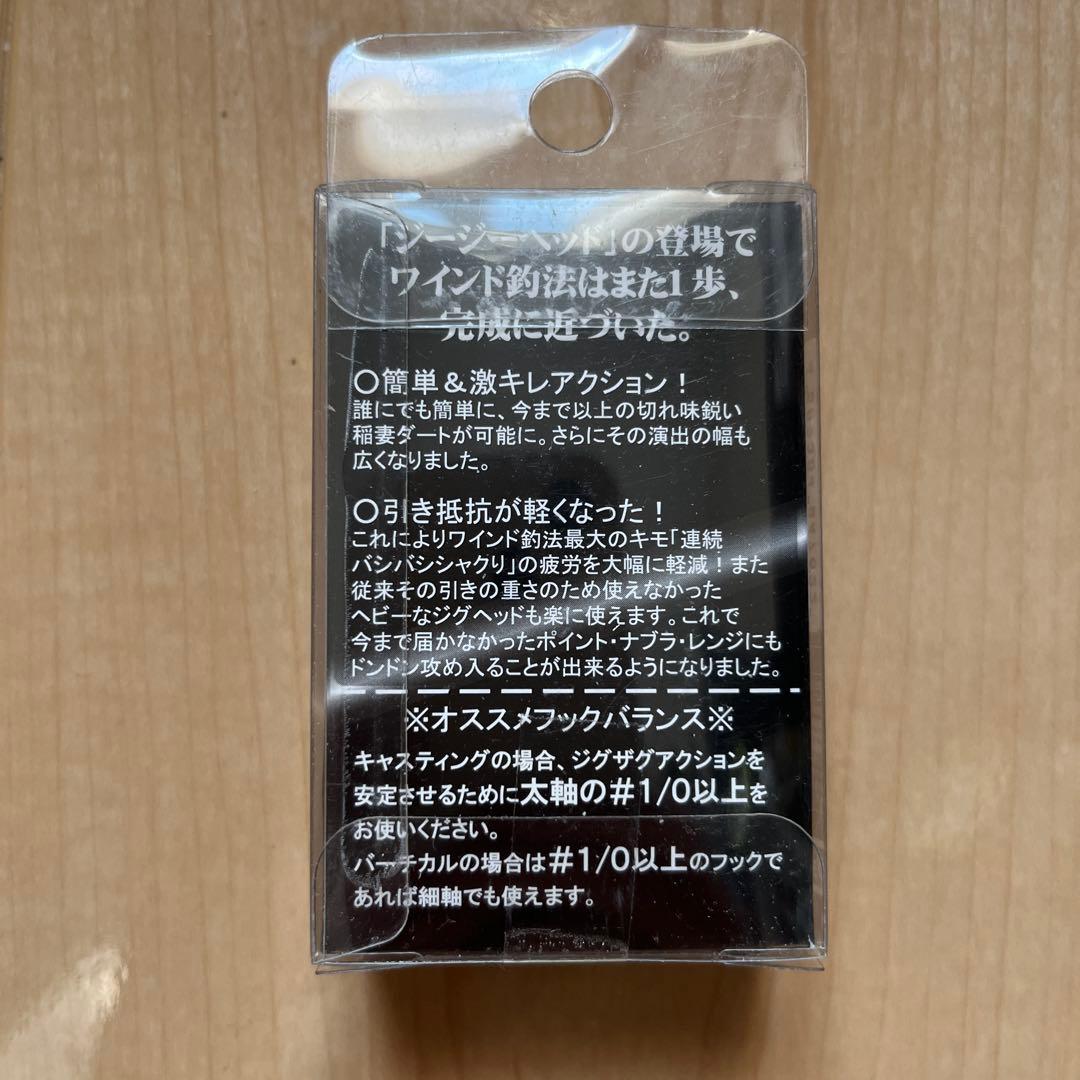 「ジージーヘッド」の登場で
ワインド釣法はまた1歩、
完成に近づいた。
○簡単&激キレアクション!
誰にでも簡単に、今まで以上の切れ味鋭い
稲妻ダートが可能に。さらにその演出の幅も
広くなりました。
○引き抵抗が軽くなった!
これによりワインド釣法最大のキモ「連続
バシバシシャクり」の疲労を大幅に軽減!また
従来その引きの重さのため使えなかった
ヘビーなジグヘッドも楽に使えます。これで
今まで届かなかったポイント・ナブラ・レンジにも
ドンドン攻め入ることが出来るようになりました。
※オススメフックバランス※
キャスティングの場合、ジグザグアクションを
安定させるために太軸の#1/0以上を
お使いください。
バーチカルの場合は#1/0以上のフックで
あれば細軸でも使えます。